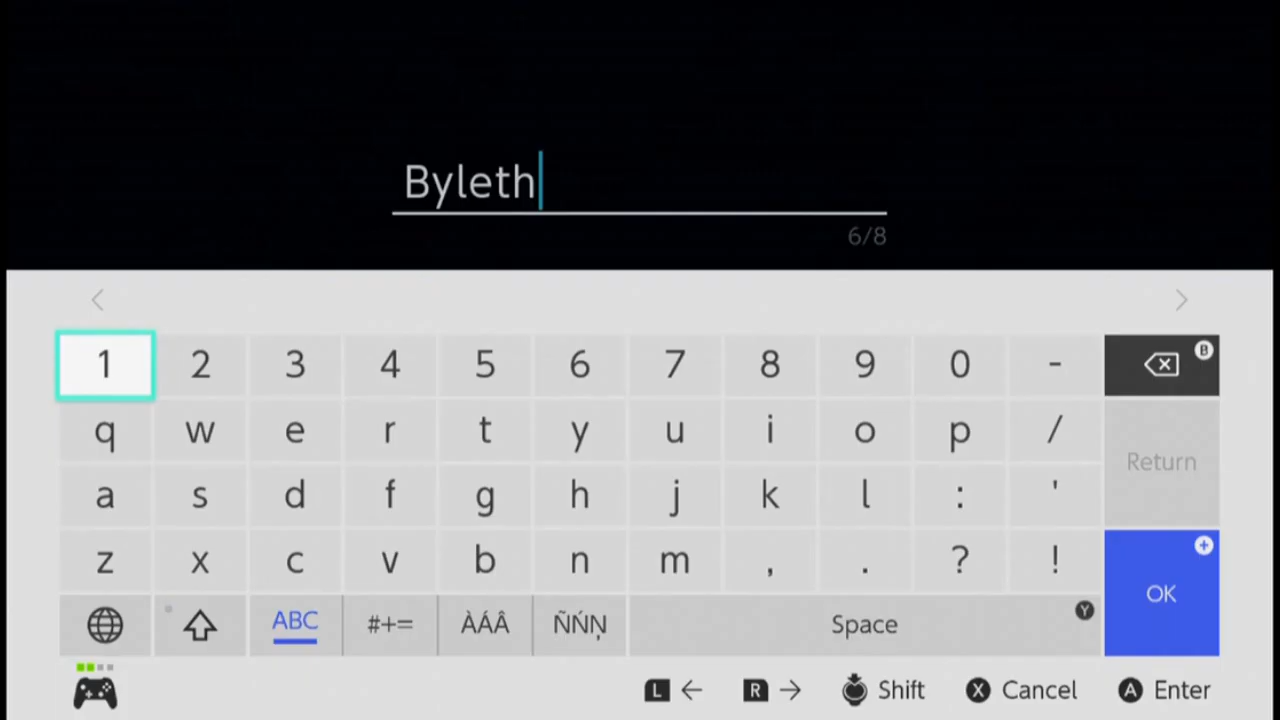 Byleth
6/8
< >
1 2 3 4 5 6 7 8 9 0 - B
q w e r t y u i o p /
Return
a s d f g h j k l : '
z x c v b n m , . ? ! +
OK
ABC #+= ÀÁÂ ÑŃŅ Space Y
L ← R → Shift X Cancel A Enter